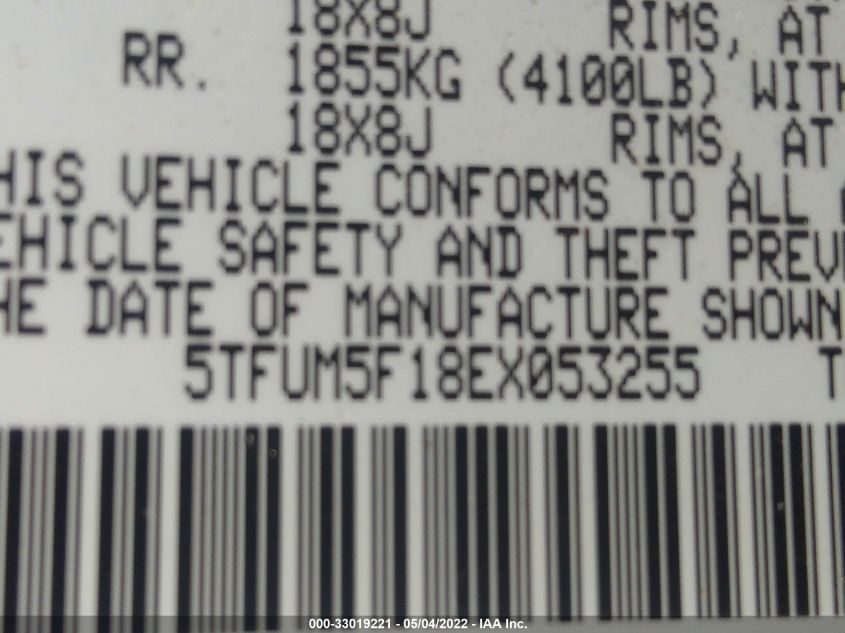 18X8J RIMS, AT
RR. 1855KG (4100LB) WITH
18X8J RIMS, AT
HIS VEHICLE CONFORMS TO ALL
EHICLE SAFETY AND THEFT PREV
HE DATE OF MANUFACTURE SHOWN
5TFUM5F18EX053255 T
000-33019221 - 05/04/2022 - IAA Inc.